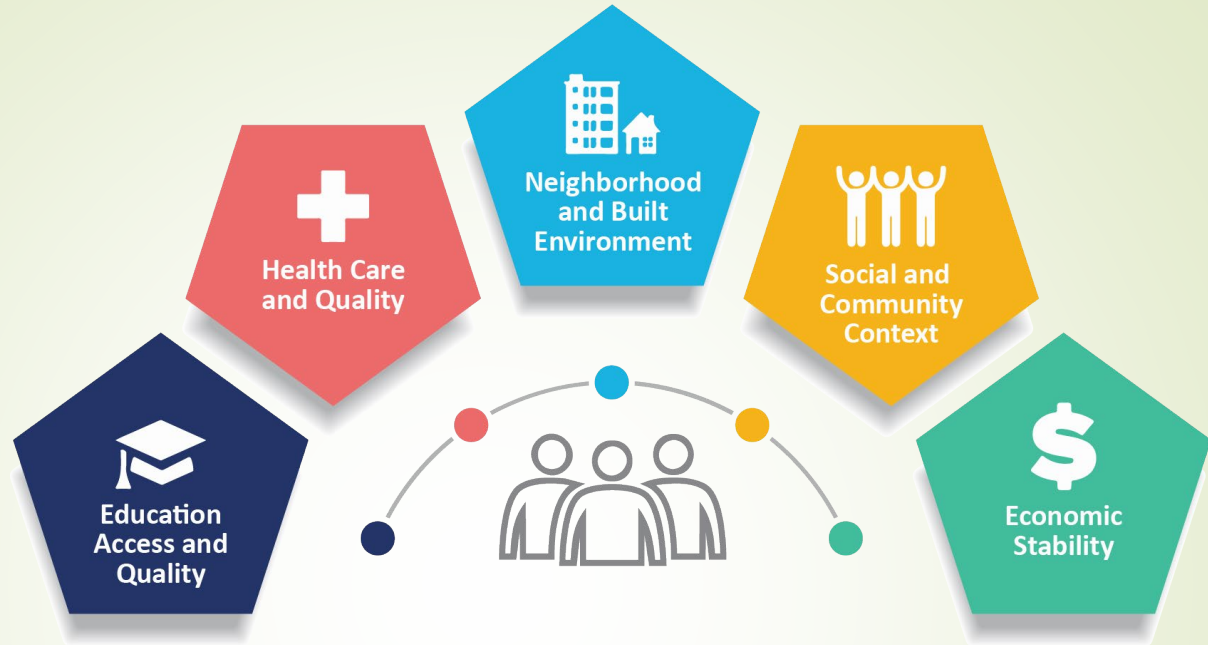 Neighborhood
and Built
Environment
Health Care
and Quality
Social and
Community
Context
Education
Access and
Quality
Economic
Stability